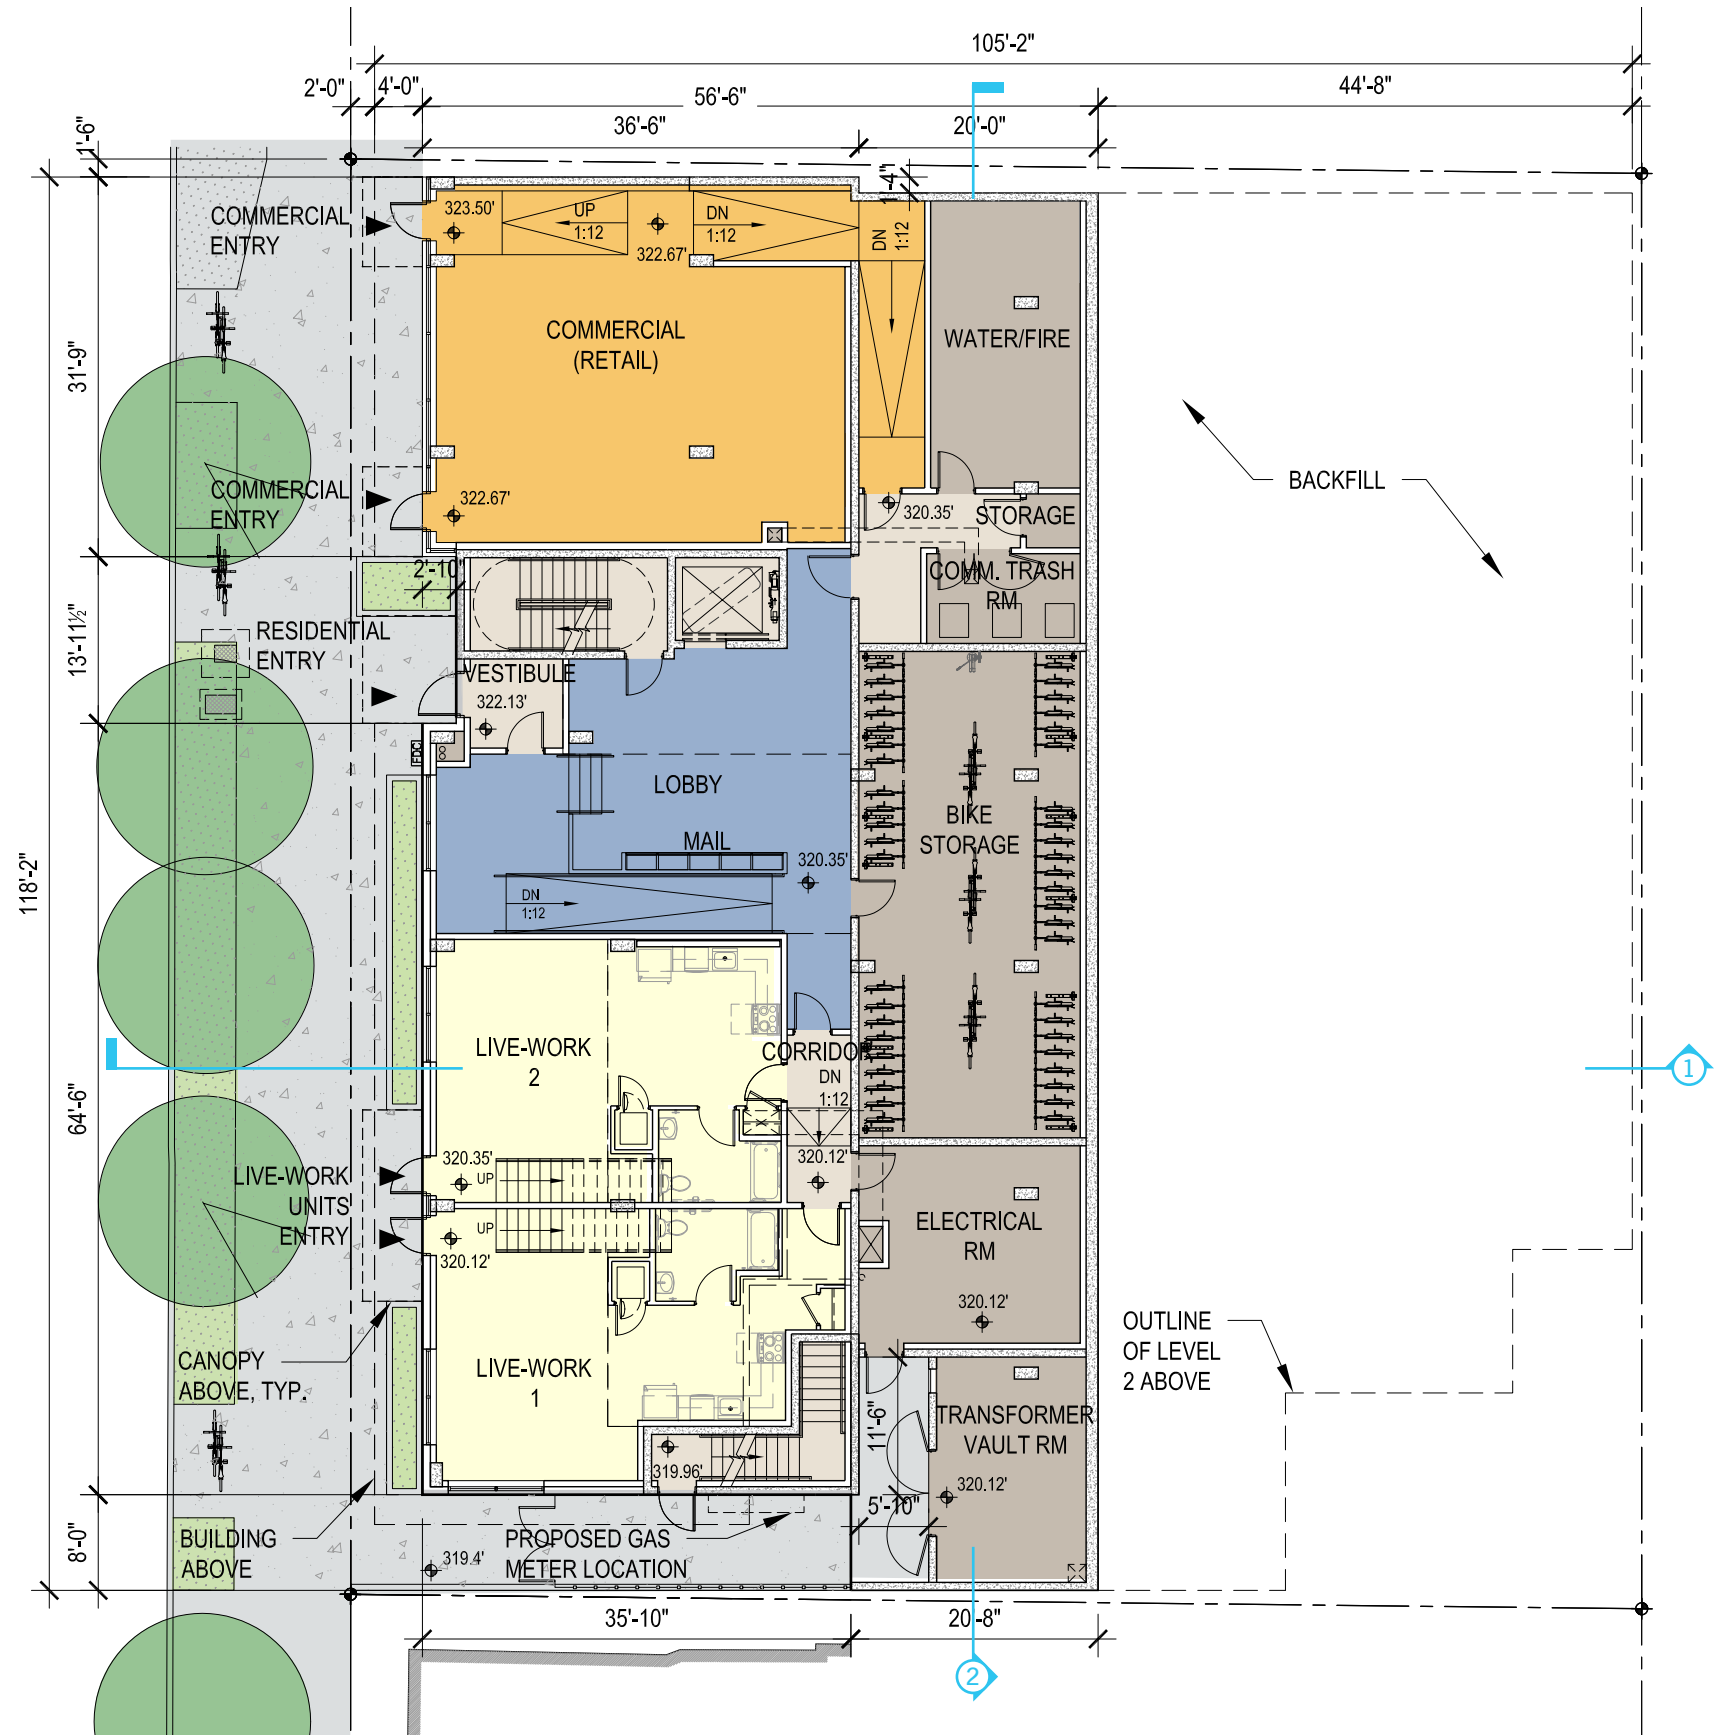 105'-2"
2'-0"
4'-0"
56'-6"
44'-8"
36'-6"
20'-0"
1'-6"
1'-4"
COMMERCIAL
ENTRY
323.50'
UP
1:12
322.67'
DN
1:12
DN
1:12
WATER/FIRE
COMMERCIAL
(RETAIL)
31'-9"
BACKFILL
COMMERCIAL
ENTRY
322.67'
320.35'
STORAGE
COMM. TRASH
RM
2'-10"
13'-11½"
RESIDENTIAL
ENTRY
VESTIBULE
322.13'
FDC
LOBBY
MAIL
BIKE
STORAGE
320.35'
118'-2"
DN
1:12
LIVE-WORK
2
CORRIDOR
DN
1:12
1
64'-6"
LIVE-WORK
UNITS
ENTRY
320.35'
UP
320.12'
UP
320.12'
ELECTRICAL
RM
320.12'
OUTLINE
OF LEVEL
2 ABOVE
CANOPY
ABOVE, TYP.
LIVE-WORK
1
11'-6"
TRANSFORMER
VAULT RM
319.96'
320.12'
5'-10"
8'-0"
BUILDING
ABOVE
319.4'
PROPOSED GAS
METER LOCATION
35'-10"
20'-8"
2